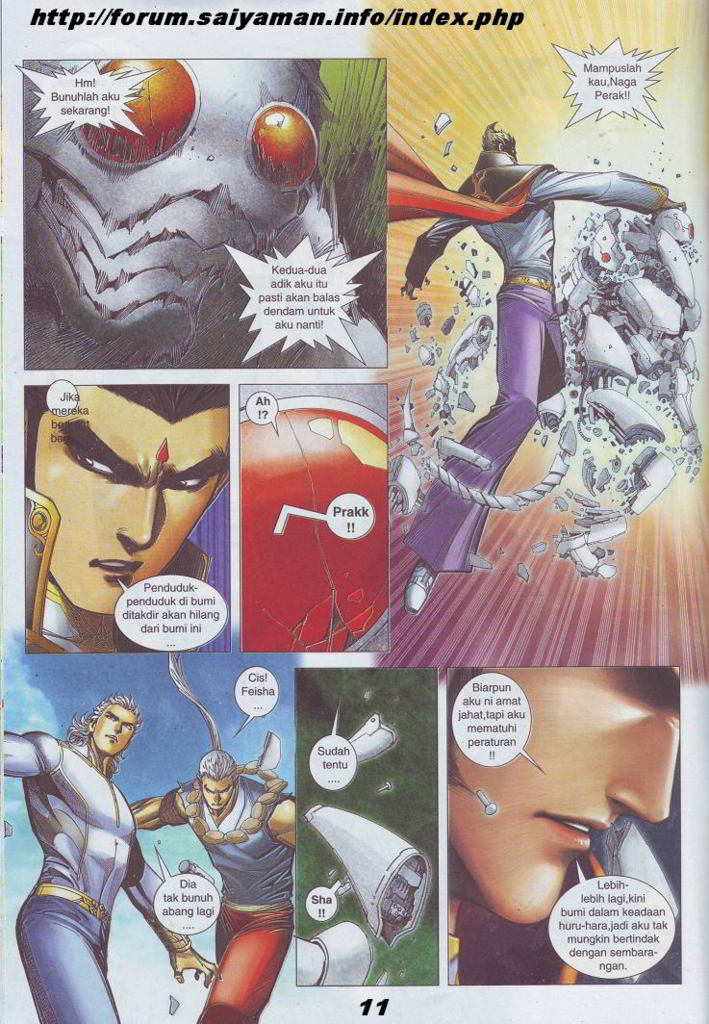 http://forum.saiyaman.info/index.php
Hm!
Bunuhlah aku
sekarang!
Kedua-dua
adik aku itu
pasti akan balas
dendam untuk
aku nanti!
Mampuslah
kau,Naga
Perak!!
Jika
mereka
Penduduk-
penduduk di bumi
ditakdir akan hilang
dari bumi ini
...
Ah
!?
Prakk
!!
Cis!
Feisha
...
Dia
tak bunuh
abang lagi
Sudah
tentu
....
Sha
!!
Biarpun
aku ni amat
jahat,tapi aku
mematuhi
peraturan
!!
Lebih-
lebih lagi,kini
bumi dalam keadaan
huru-hara,jadi aku tak
mungkin bertindak
dengan sembara-
ngan.
11